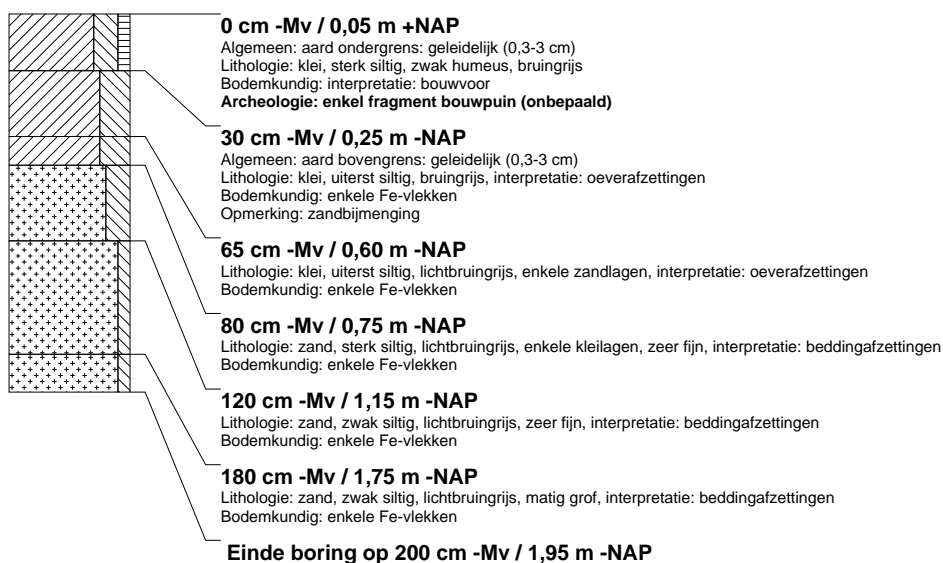 0 cm -Mv / 0,05 m +NAP
Algemeen: aard ondergrens: geleidelijk (0,3-3 cm)
Lithologie: klei, sterk siltig, zwak humeus, bruingrijs
Bodemkundig: interpretatie: bouwvoor
Archeologie: enkel fragment bouwpuin (onbepaald)
30 cm -Mv / 0,25 m -NAP
Algemeen: aard bovengrens: geleidelijk (0,3-3 cm)
Lithologie: klei, uiterst siltig, bruingrijs, interpretatie: oeverafzettingen
Bodemkundig: enkele Fe-vlekken
Opmerking: zandbijmenging
65 cm -Mv / 0,60 m -NAP
Lithologie: klei, uiterst siltig, lichtbruingrijs, enkele zandlagen, interpretatie: oeverafzettingen
Bodemkundig: enkele Fe-vlekken
80 cm -Mv / 0,75 m -NAP
Lithologie: zand, sterk siltig, lichtbruingrijs, enkele kleilagen, zeer fijn, interpretatie: beddingafzettingen
Bodemkundig: enkele Fe-vlekken
120 cm -Mv / 1,15 m -NAP
Lithologie: zand, zwak siltig, lichtbruingrijs, zeer fijn, interpretatie: beddingafzettingen
Bodemkundig: enkele Fe-vlekken
180 cm -Mv / 1,75 m -NAP
Lithologie: zand, zwak siltig, lichtbruingrijs, matig grof, interpretatie: beddingafzettingen
Bodemkundig: enkele Fe-vlekken
Einde boring op 200 cm -Mv / 1,95 m -NAP